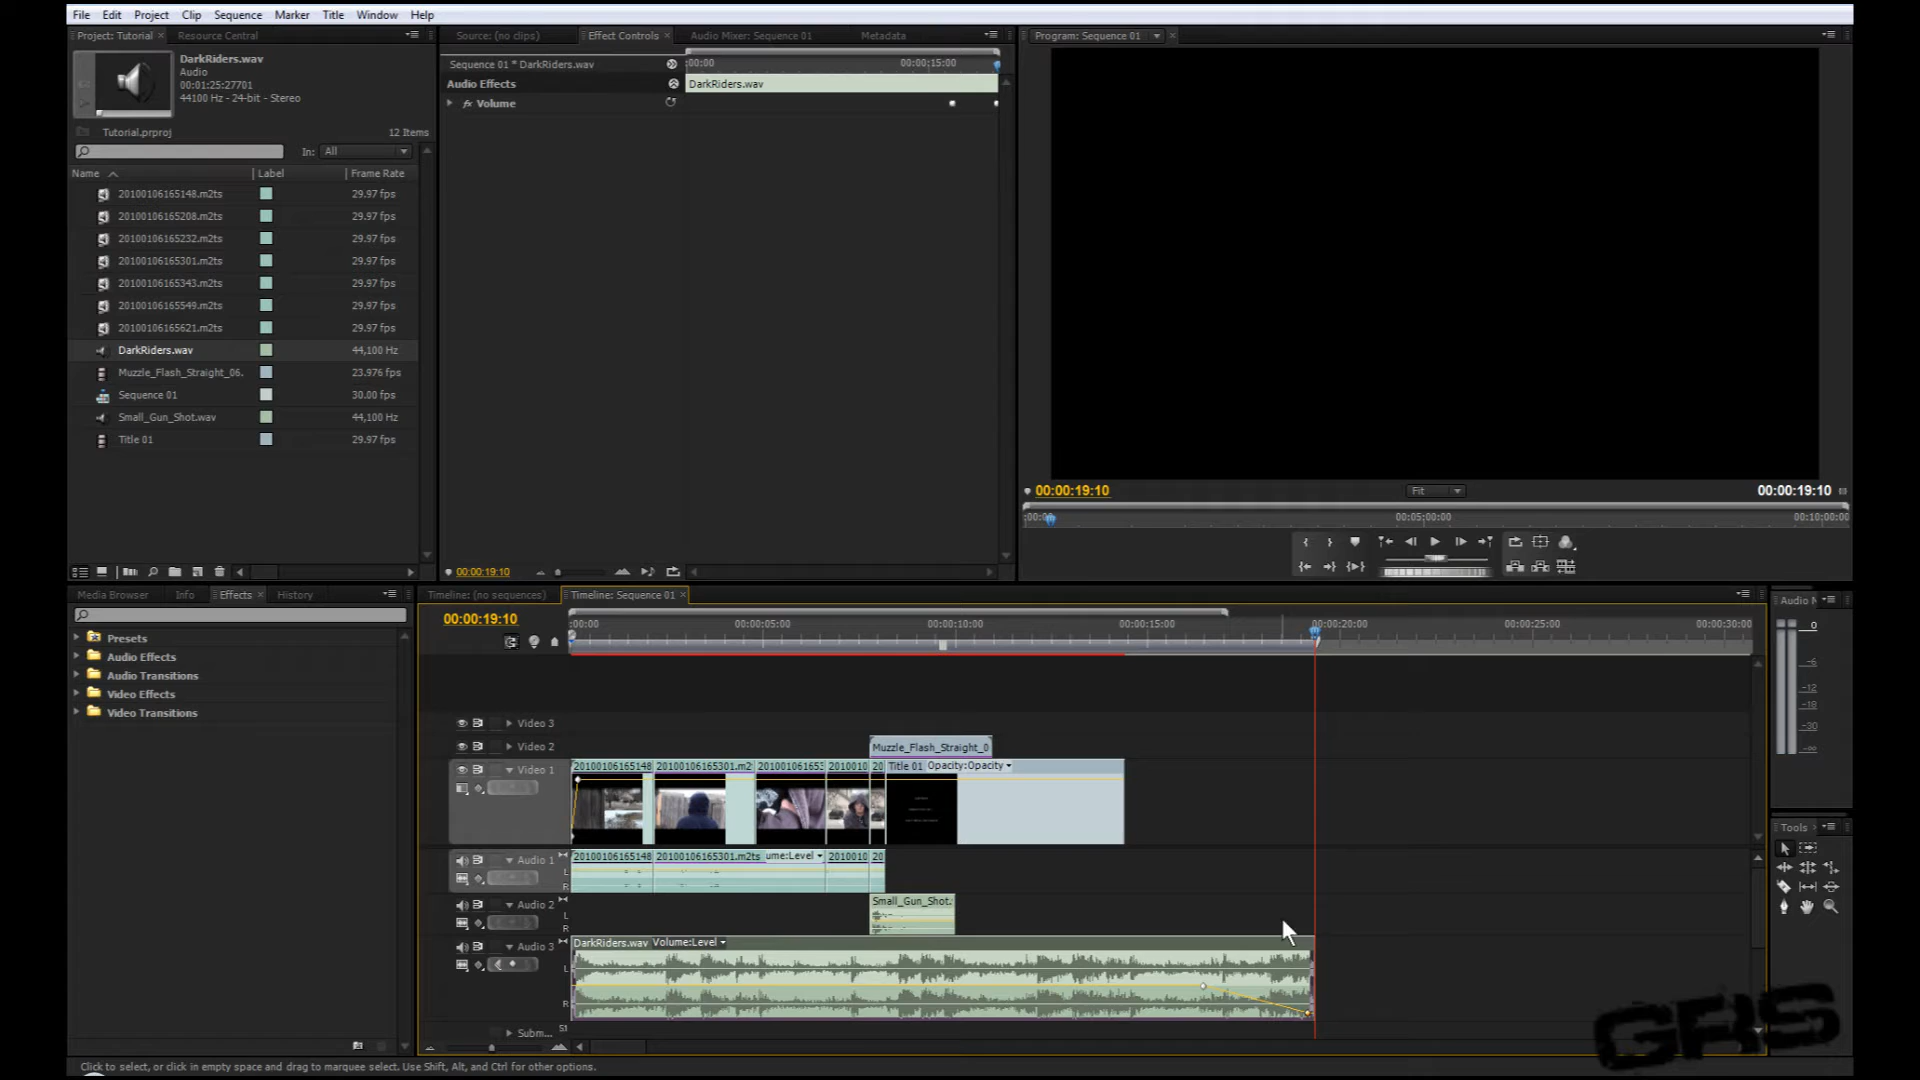 File Edit Project Clip Sequence Marker Title Window Help
Project: Tutorial × Resource Central
Source: (no clips) Effect Controls × Audio Mixer: Sequence 01 Metadata
Program: Sequence 01 ×
DarkRiders.wav
Audio
00:01:25:27701
44100 Hz - 24-bit - Stereo
Tutorial.prproj 12 Items
In: All
Name Label Frame Rate
20100106165148.m2ts 29.97 fps
20100106165208.m2ts 29.97 fps
20100106165232.m2ts 29.97 fps
20100106165301.m2ts 29.97 fps
20100106165343.m2ts 29.97 fps
20100106165549.m2ts 29.97 fps
20100106165621.m2ts 29.97 fps
DarkRiders.wav 44,100 Hz
Muzzle_Flash_Straight_06. 23.976 fps
Sequence 01 30.00 fps
Small_Gun_Shot.wav 44,100 Hz
Title 01 29.97 fps
Sequence 01 * DarkRiders.wav
:00:00 00:00:15:00
Audio Effects
DarkRiders.wav
fx Volume
00:00:19:10
00:00:19:10 Fit 00:00:19:10
:00:00 00:05:00:00 00:10:00:00
Media Browser Info Effects × History
Presets
Audio Effects
Audio Transitions
Video Effects
Video Transitions
Timeline: (no sequences) Timeline: Sequence 01 ×
00:00:19:10
:00:00 00:00:05:00 00:00:10:00 00:00:15:00 00:00:20:00 00:00:25:00 00:00:30:00
Video 3
Video 2
Muzzle_Flash_Straight_0
Video 1
20100106165148 20100106165301.m2 201001061653 2010010 20 Title 01 Opacity:Opacity
Audio 1
20100106165148 20100106165301.m2ts ume:Level 2010010 20
L
R
Audio 2
Small_Gun_Shot.
L
R
Audio 3
DarkRiders.wav Volume:Level
L
R
Subm... S1
Audio M
0
-6
-12
-18
-30
-∞
Tools
Click to select, or click in empty space and drag to marquee select. Use Shift, Alt, and Ctrl for other options.
GRS